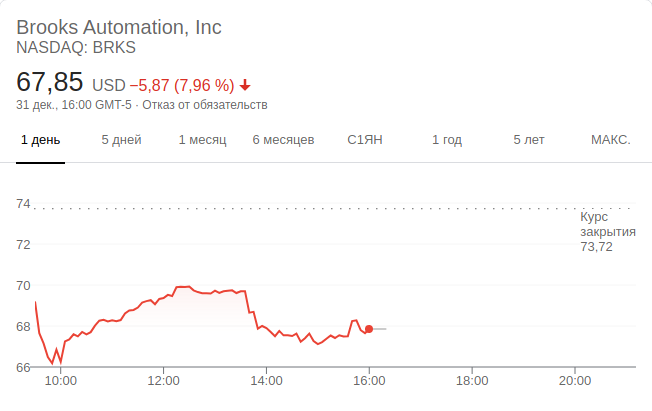 Brooks Automation, Inc
NASDAQ: BRKS
67,85 USD −5,87 (7,96 %)
31 дек., 16:00 GMT-5 · Отказ от обязательств
1 день 5 дней 1 месяц 6 месяцев С1ЯН 1 год 5 лет МАКС.
74
Курс
закрытия
73,72
72
70
68
66
10:00 12:00 14:00 16:00 18:00 20:00